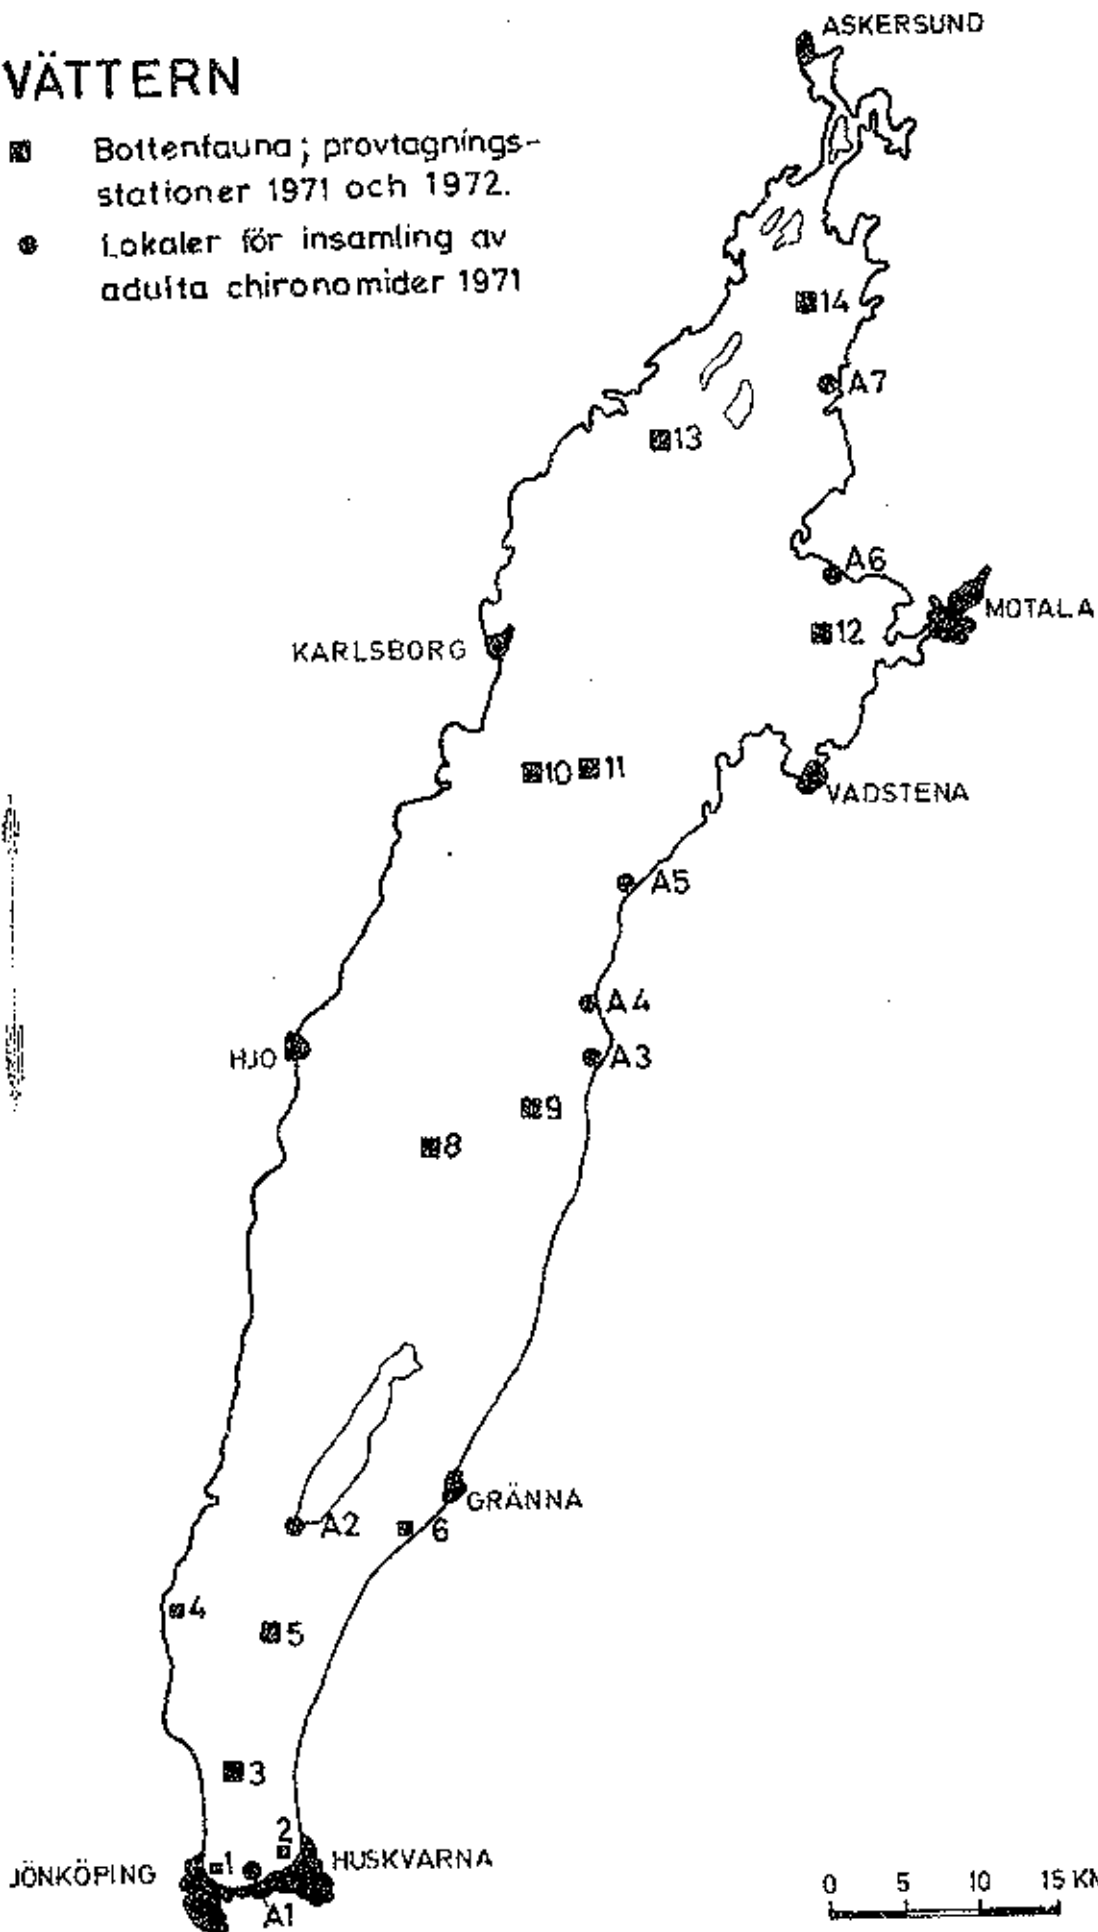 ASKERSUND
VÄTTERN
Bottenfauna; provtagnings-
stationer 1971 och 1972.
Lokaler för insamling av
adulta chironomider 1971
14
A7
13
A6
MOTALA
12
KARLSBORG
10
11
VADSTENA
A5
A4
HJO
A3
9
8
GRÄNNA
A2
6
4
5
3
2
JÖNKÖPING
1
HUSKVARNA
A1
0 5 10 15 KM